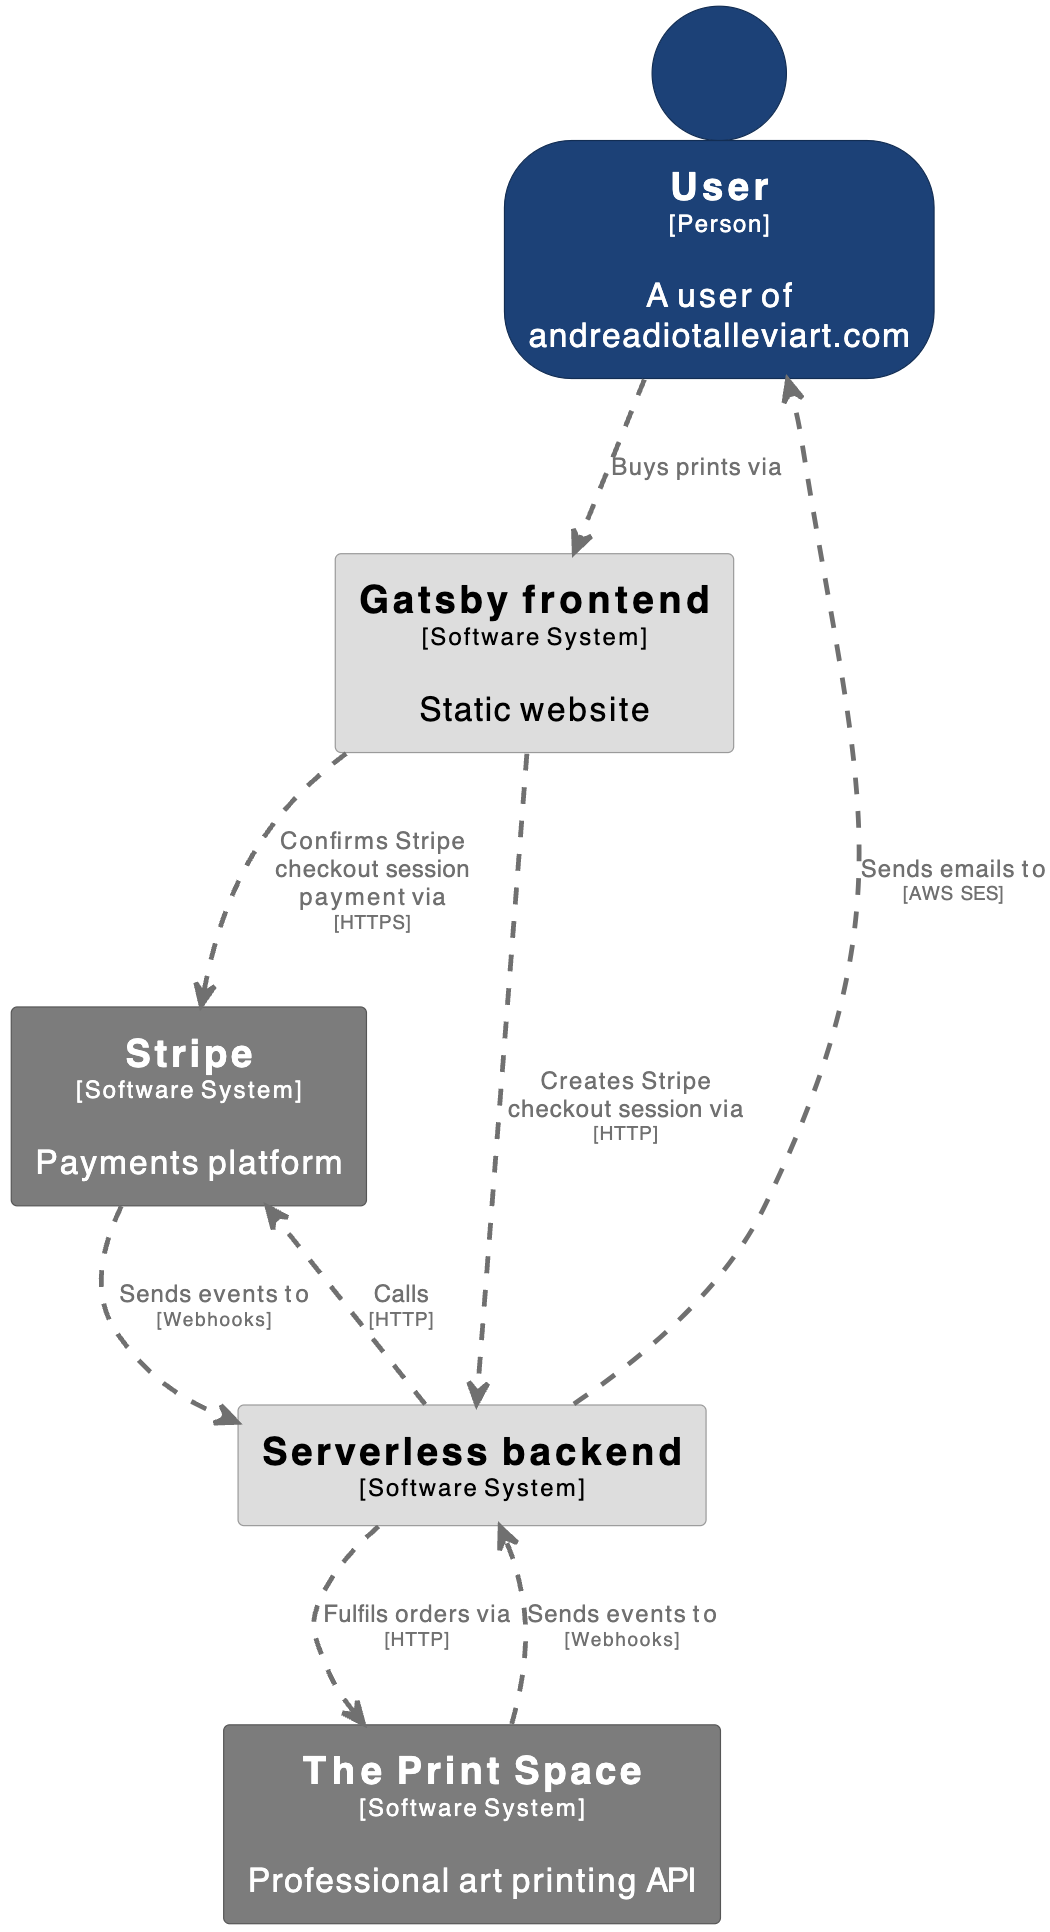 User
[Person]
A user of
andreadiotalleviart.com
Buys prints via
Gatsby frontend
[Software System]
Static website
Confirms Stripe
checkout session
payment via
[HTTPS]
Sends emails to
[AWS SES]
Stripe
[Software System]
Payments platform
Creates Stripe
checkout session via
[HTTP]
Sends events to
[Webhooks]
Calls
[HTTP]
Serverless backend
[Software System]
Fulfils orders via
[HTTP]
Sends events to
[Webhooks]
The Print Space
[Software System]
Professional art printing API